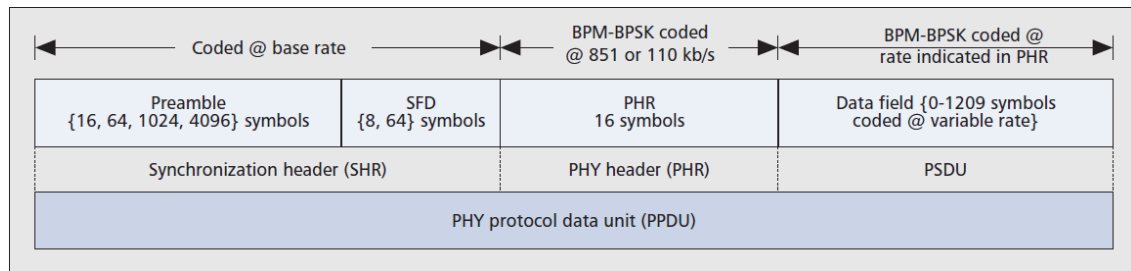 Coded @ base rate
BPM-BPSK coded
@ 851 or 110 kb/s
BPM-BPSK coded @
rate indicated in PHR
Preamble
{16, 64, 1024, 4096} symbols
SFD
{8, 64} symbols
PHR
16 symbols
Data field {0-1209 symbols
coded @ variable rate}
Synchronization header (SHR)
PHY header (PHR)
PSDU
PHY protocol data unit (PPDU)